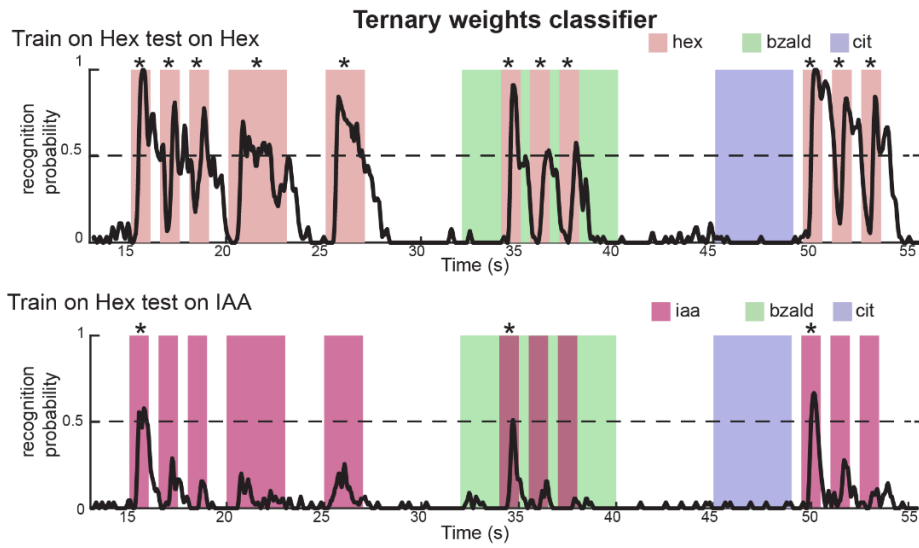 Ternary weights classifier
Train on Hex test on Hex
hex bzald cit
* * * * * * * * * * *
1
0.5
0
recognition
probability
15 20 25 30 35 40 45 50 55
Time (s)
Train on Hex test on IAA
iaa bzald cit
* * *
1
0.5
0
recognition
probability
15 20 25 30 35 40 45 50 55
Time (s)